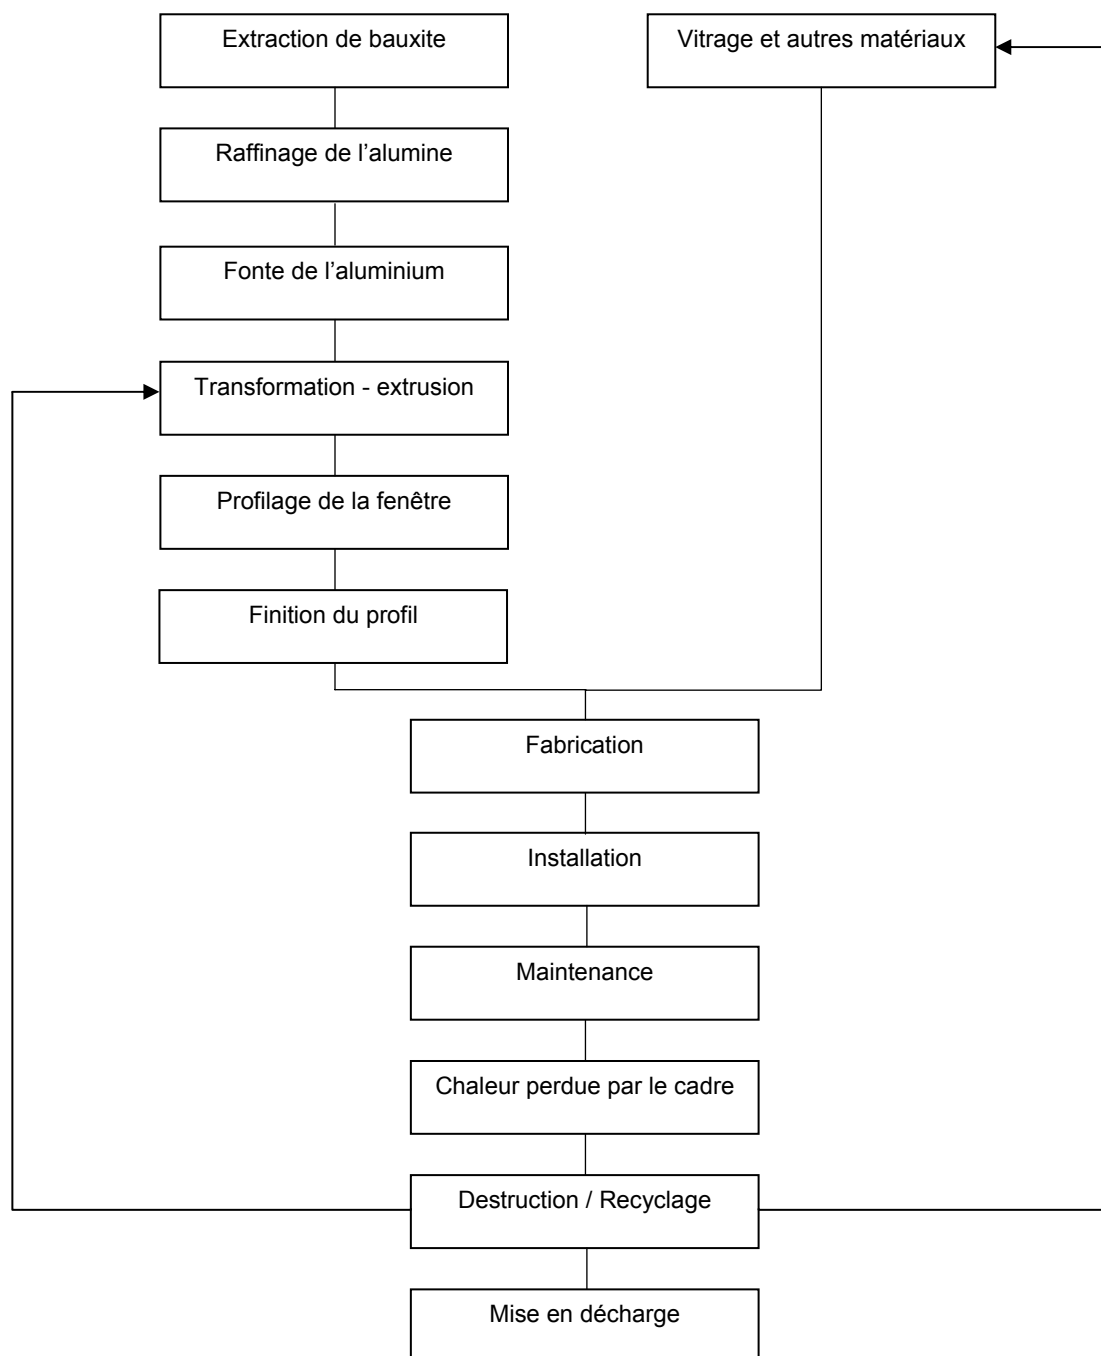 Extraction de bauxite
Vitrage et autres matériaux
Raffinage de l’alumine
Fonte de l’aluminium
Transformation - extrusion
Profilage de la fenêtre
Finition du profil
Fabrication
Installation
Maintenance
Chaleur perdue par le cadre
Destruction / Recyclage
Mise en décharge